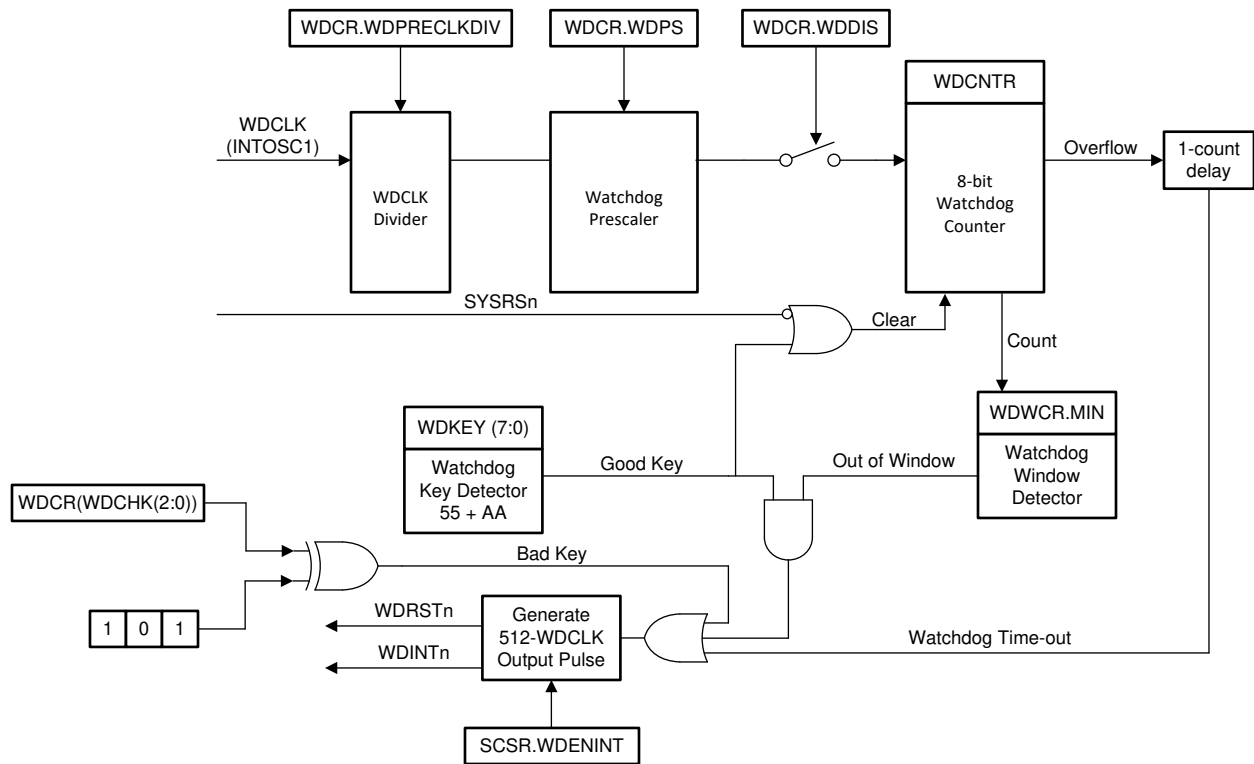 WDCR.WDPRECLKDIV
WDCR.WDPS
WDCR.WDDIS
WDCNTR
WDCLK
(INTOSC1)
Overflow
1-count
delay
WDCLK
Divider
Watchdog
Prescaler
8-bit
Watchdog
Counter
SYSRSn
Clear
Count
WDKEY (7:0)
Watchdog
Key Detector
55 + AA
Good Key
Out of Window
WDWCR.MIN
Watchdog
Window
Detector
WDCR(WDCHK(2:0))
Bad Key
1 0 1
WDRSTn
WDINTn
Generate
512-WDCLK
Output Pulse
Watchdog Time-out
SCSR.WDENINT